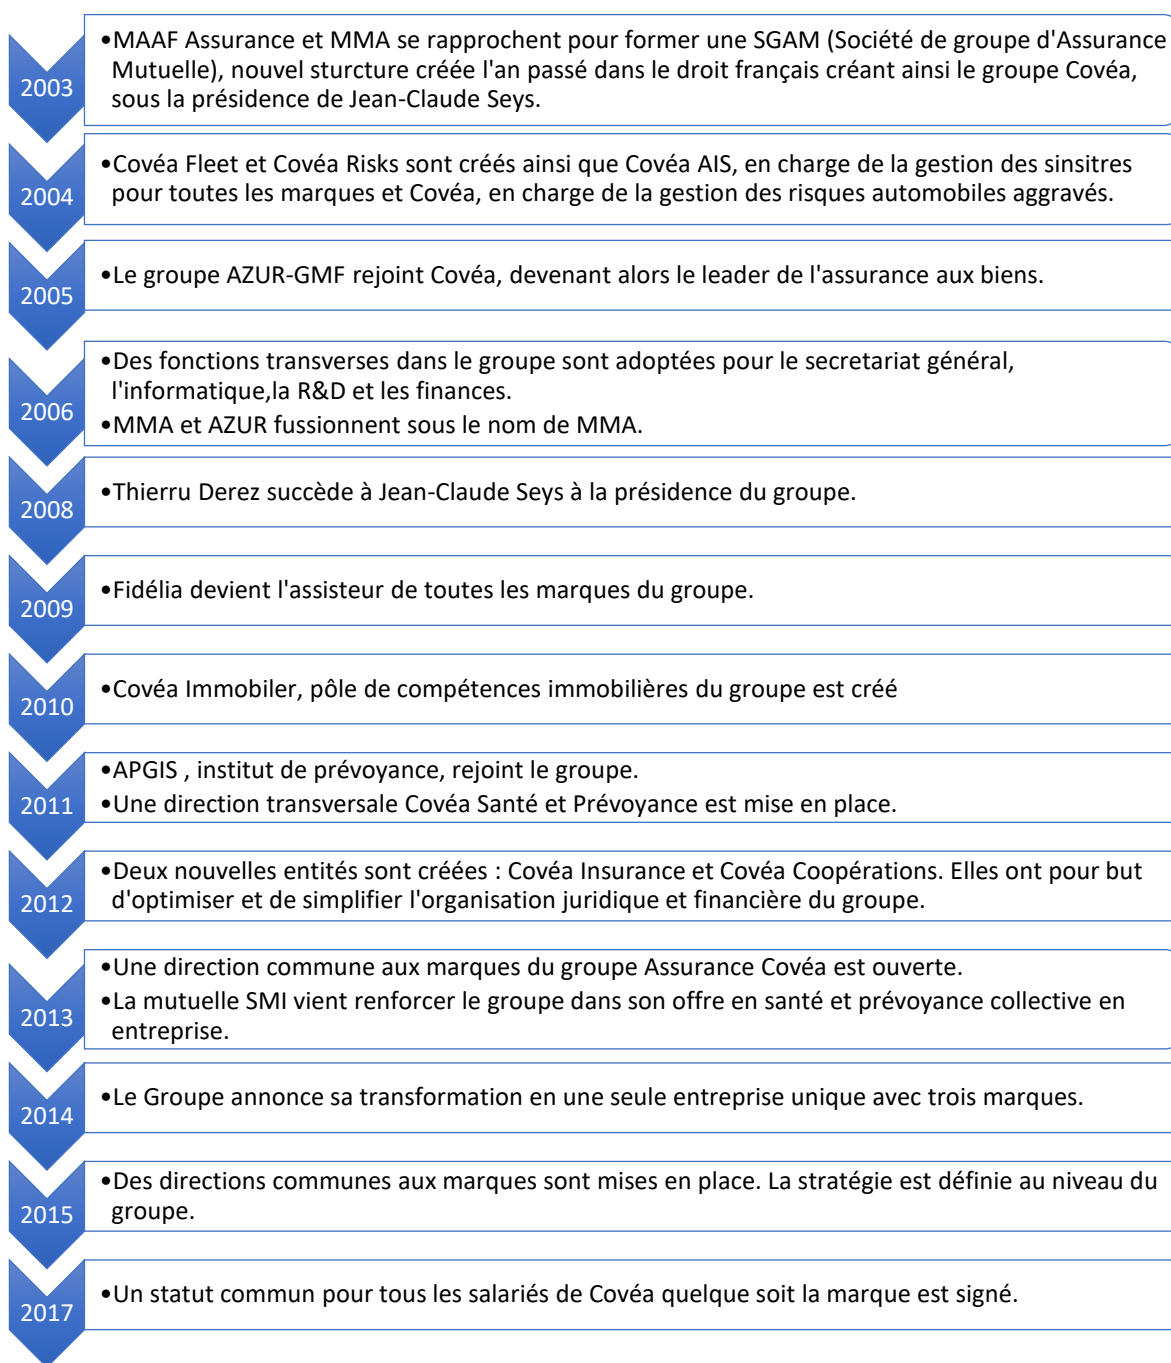 2003
•MAAF Assurance et MMA se rapprochent pour former une SGAM (Société de groupe d'Assurance
Mutuelle), nouvel sturcture créée l'an passé dans le droit français créant ainsi le groupe Covéa,
sous la présidence de Jean-Claude Seys.
2004
•Covéa Fleet et Covéa Risks sont créés ainsi que Covéa AIS, en charge de la gestion des sinsitres
pour toutes les marques et Covéa, en charge de la gestion des risques automobiles aggravés.
2005
•Le groupe AZUR-GMF rejoint Covéa, devenant alors le leader de l'assurance aux biens.
2006
•Des fonctions transverses dans le groupe sont adoptées pour le secretariat général,
l'informatique,la R&D et les finances.
•MMA et AZUR fussionnent sous le nom de MMA.
2008
•Thierru Derez succède à Jean-Claude Seys à la présidence du groupe.
2009
•Fidélia devient l'assisteur de toutes les marques du groupe.
2010
•Covéa Immobiler, pôle de compétences immobilières du groupe est créé
2011
•APGIS , institut de prévoyance, rejoint le groupe.
•Une direction transversale Covéa Santé et Prévoyance est mise en place.
2012
•Deux nouvelles entités sont créées : Covéa Insurance et Covéa Coopérations. Elles ont pour but
d'optimiser et de simplifier l'organisation juridique et financière du groupe.
2013
•Une direction commune aux marques du groupe Assurance Covéa est ouverte.
•La mutuelle SMI vient renforcer le groupe dans son offre en santé et prévoyance collective en
entreprise.
2014
•Le Groupe annonce sa transformation en une seule entreprise unique avec trois marques.
2015
•Des directions communes aux marques sont mises en place. La stratégie est définie au niveau du
groupe.
2017
•Un statut commun pour tous les salariés de Covéa quelque soit la marque est signé.